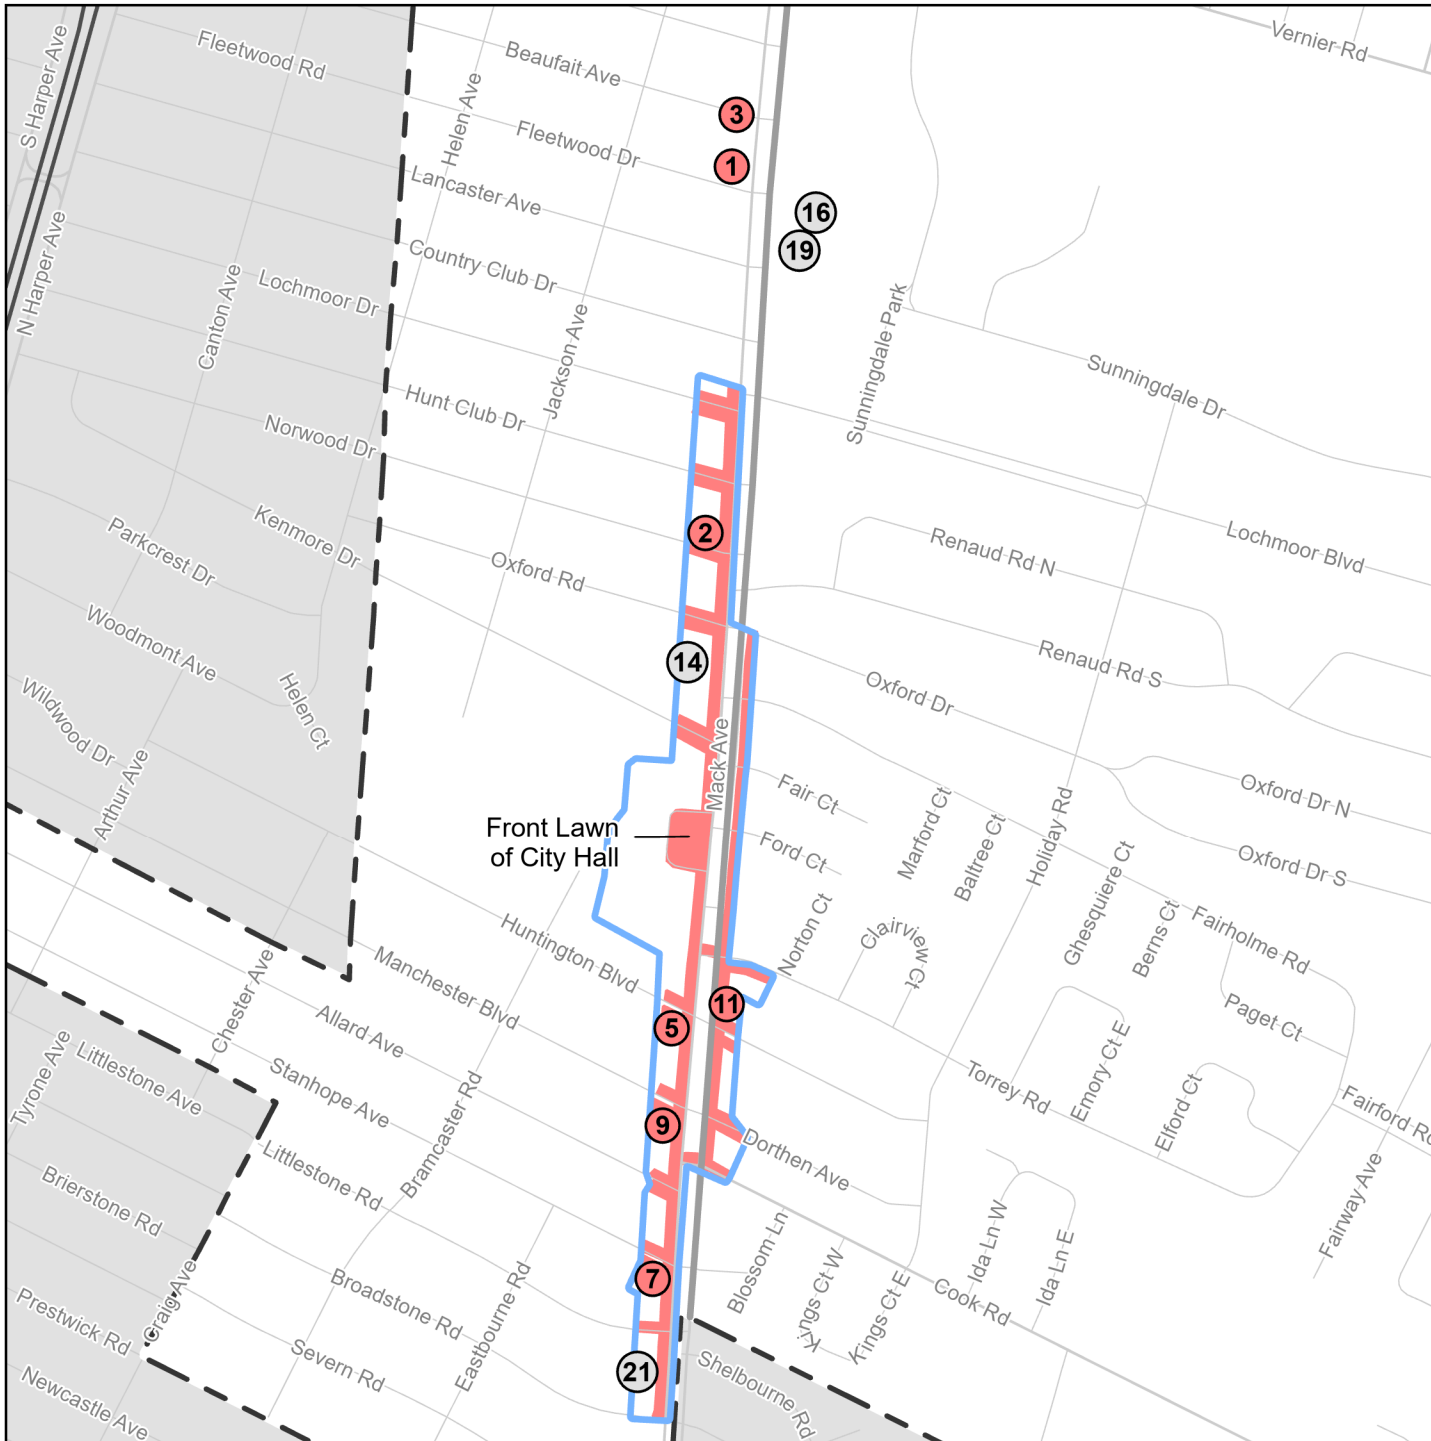 S Harper Ave
Fleetwood Rd
Beaufait Ave
Vernier Rd
Helen Ave
3
Fleetwood Dr
1
Lancaster Ave
16
19
N Harper Ave
Canton Ave
Lochmoor Dr
Country Club Dr
Jackson Ave
Sunningdale Park
Sunningdale Dr
Hunt Club Dr
Norwood Dr
2
Kenmore Dr
Parkcrest Dr
Oxford Rd
Renaud Rd N
Lochmoor Blvd
Woodmont Ave
14
Renaud Rd S
Oxford Dr
Helen Ct
Wildwood Dr
Arthur Ave
Mack Ave
Fair Ct
Oxford Dr N
Front Lawn
of City Hall
Ford Ct
Marford Ct
Baltree Ct
Holiday Rd
Oxford Dr S
Ghesquiere Ct
Norton Ct
Clairview Ct
Berns Ct
Fairholme Rd
Huntington Blvd
Manchester Blvd
Chester Ave
11
5
Allard Ave
Paget Ct
Emory Ct E
Elford Ct
Torrey Rd
Fairford Rd
Tyrone Ave
Littlestone Ave
Stanhope Ave
Bramcaster Rd
9
Dorthen Ave
Littlestone Rd
Brierstone Rd
Fairway Ave
Ida Ln W
Ida Ln E
Blossom Ln
Kings Ct W
Kings Ct E
Cook Rd
7
Craig Ave
Broadstone Rd
Eastbourne Rd
Prestwick Rd
Severn Rd
21
Shelbourne Rd
Newcastle Ave